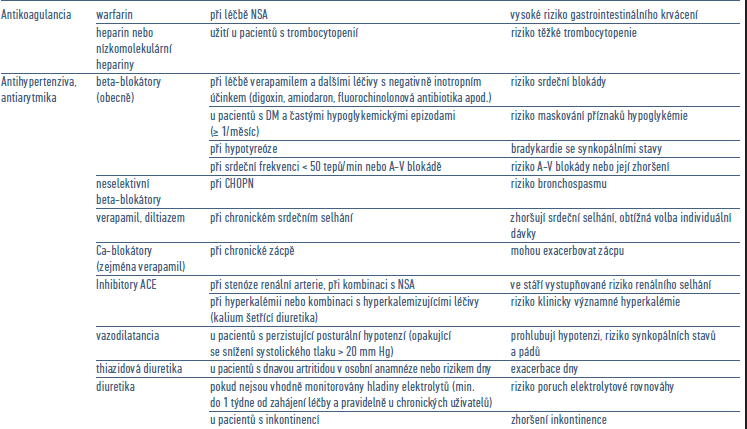 Antikoagulancia warfarin při léčbě NSA vysoké riziko gastrointestinálního krvácení
heparin nebo užití u pacientů s trombocytopenií riziko těžké trombocytopenie
nízkomolekulární
hepariny
Antihypertenziva, beta-blokátory při léčbě verapamilem a dalšími léčivy s negativně inotropním riziko srdeční blokády
antiarytmika (obecně) účinkem (digoxin, amiodaron, fluorochinolonová antibiotika apod.)
u pacientů s DM a častými hypoglykemickými epizodami riziko maskování příznaků hypoglykémie
(≥ 1/měsíc)
při hypotyreóze bradykardie se synkopálními stavy
při srdeční frekvenci < 50 tepů/min nebo A-V blokádě riziko A-V blokády nebo její zhoršení
neselektivní při CHOPN riziko bronchospasmu
beta-blokátory
verapamil, diltiazem při chronickém srdečním selhání zhoršují srdeční selhání, obtížná volba individuální
dávky
Ca-blokátory při chronické zácpě mohou exacerbovat zácpu
(zejména verapamil)
Inhibitory ACE při stenóze renální arterie, při kombinaci s NSA ve stáří vystupňované riziko renálního selhání
při hyperkalémii nebo kombinaci s hyperkalemizujícími léčivy riziko klinicky významné hyperkalémie
(kalium šetřící diuretika)
vazodilatancia u pacientů s perzistující posturální hypotenzí (opakující prohlubují hypotenzi, riziko synkopálních stavů
se snížení systolického tlaku > 20 mm Hg) a pádů
thiazidová diuretika u pacientů s dnavou artritidou v osobní anamnéze nebo rizikem dny exacerbace dny
diuretika pokud nejsou vhodně monitorovány hladiny elektrolytů (min. riziko poruch elektrolytové rovnováhy
do 1 týdne od zahájení léčby a pravidelně u chronických uživatelů)
u pacientů s inkontinencí zhoršení inkontinence